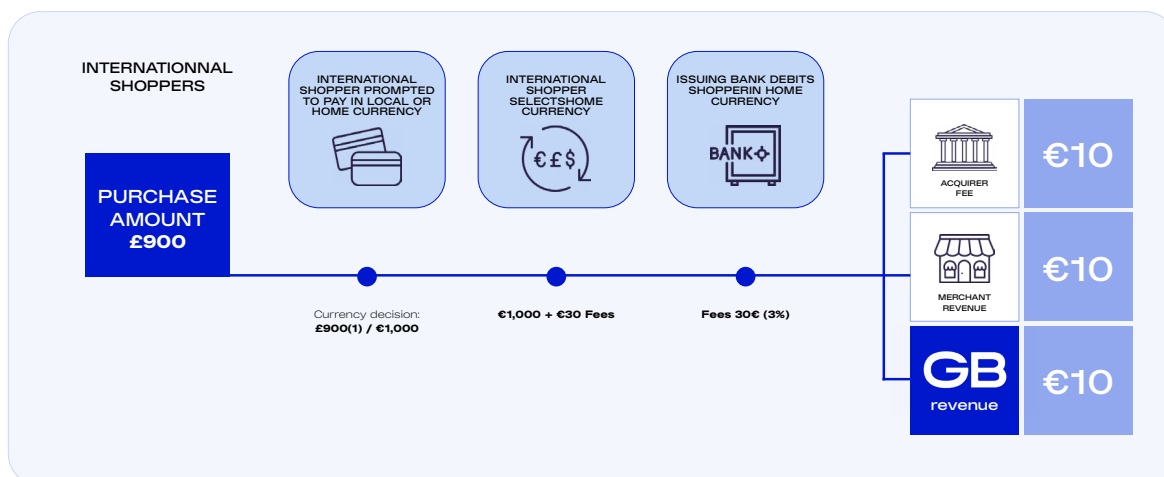 INTERNATIONNAL
SHOPPERS
PURCHASE
AMOUNT
£900
INTERNATIONAL
SHOPPER PROMPTED
TO PAY IN LOCAL OR
HOME CURRENCY
INTERNATIONAL
SHOPPER
SELECTSHOME
CURRENCY
€£$
ISSUING BANK DEBITS
SHOPPERIN HOME
CURRENCY
BANK
Currency decision:
£900(1) / €1,000
€1,000 + €30 Fees
Fees 30€ (3%)
ACQUIRER
FEE
€10
MERCHANT
REVENUE
€10
GB
revenue
€10